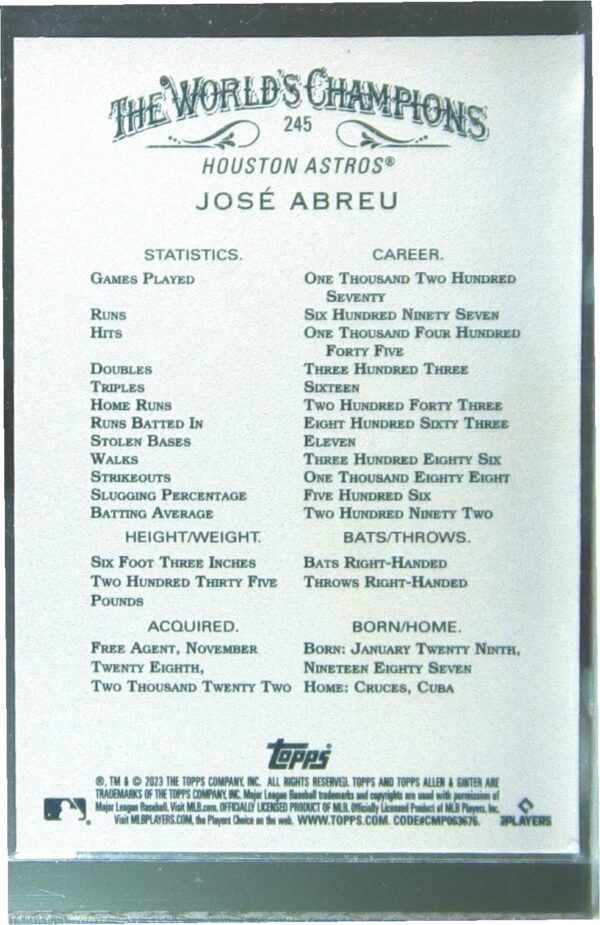 THE WORLD'S CHAMPIONS
245
HOUSTON ASTROS®
JOSÉ ABREU
STATISTICS. CAREER.
GAMES PLAYED ONE THOUSAND TWO HUNDRED
SEVENTY
RUNS SIX HUNDRED NINETY SEVEN
HITS ONE THOUSAND FOUR HUNDRED
FORTY FIVE
DOUBLES THREE HUNDRED THREE
TRIPLES SIXTEEN
HOME RUNS TWO HUNDRED FORTY THREE
RUNS BATTED IN EIGHT HUNDRED SIXTY THREE
STOLEN BASES ELEVEN
WALKS THREE HUNDRED EIGHTY SIX
STRIKEOUTS ONE THOUSAND EIGHTY EIGHT
SLUGGING PERCENTAGE FIVE HUNDRED SIX
BATTING AVERAGE TWO HUNDRED NINETY TWO
HEIGHT/WEIGHT. BATS/THROWS.
SIX FOOT THREE INCHES BATS RIGHT-HANDED
TWO HUNDRED THIRTY FIVE THROWS RIGHT-HANDED
POUNDS
ACQUIRED. BORN/HOME.
FREE AGENT, NOVEMBER BORN: JANUARY TWENTY NINTH,
TWENTY EIGHTH, NINETEEN EIGHTY SEVEN
TWO THOUSAND TWENTY TWO HOME: CRUCES, CUBA
topps®
®, TM & © 2023 THE TOPPS COMPANY, INC. ALL RIGHTS RESERVED. TOPPS AND TOPPS ALLEN & GINTER ARE
TRADEMARKS OF THE TOPPS COMPANY, INC. Major League Baseball trademarks and copyrights are used with permission of
Major League Baseball. Visit MLB.com. OFFICIALLY LICENSED PRODUCT OF MLB. Officially Licensed Product of MLB Players, Inc.
Visit MLBPLAYERS.COM, the Players Choice on the web. WWW.TOPPS.COM. CODE#CMP063676. PLAYERS